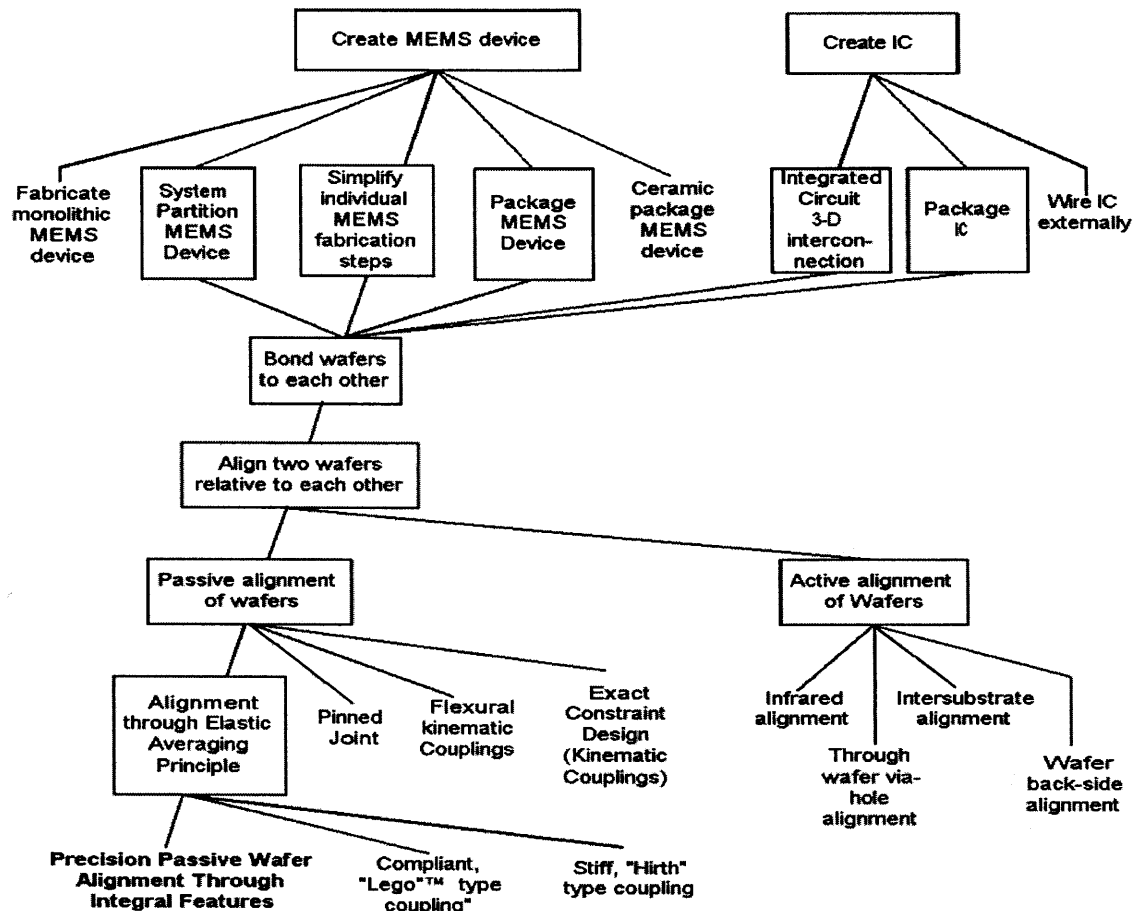 Create MEMS device
Create IC
Fabricate
monolithic
MEMS
device
System
Partition
MEMS
Device
Simplify
individual
MEMS
fabrication
steps
Package
MEMS
Device
Ceramic
package
MEMS
device
Integrated
Circuit
3-D
intercon-
nection
Package
IC
Wire IC
externally
Bond wafers
to each other
Align two wafers
relative to each other
Passive alignment
of wafers
Active alignment
of Wafers
Alignment
through Elastic
Averaging
Principle
Pinned
Joint
Flexural
kinematic
Couplings
Exact
Constraint
Design
(Kinematic
Couplings)
Infrared
alignment
Through
wafer via-
hole
alignment
Intersubstrate
alignment
Wafer
back-side
alignment
Precision Passive Wafer
Alignment Through
Integral Features
Compliant,
"Lego"™ type
coupling"
Stiff, "Hirth"
type coupling